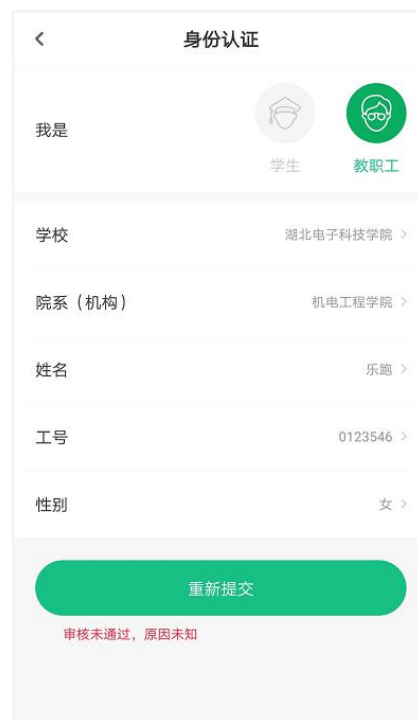 身份认证
我是
学生
教职工
学校
湖北电子科技学院
院系（机构）
机电工程学院
姓名
乐跑
工号
0123546
性别
女
重新提交
审核未通过，原因未知